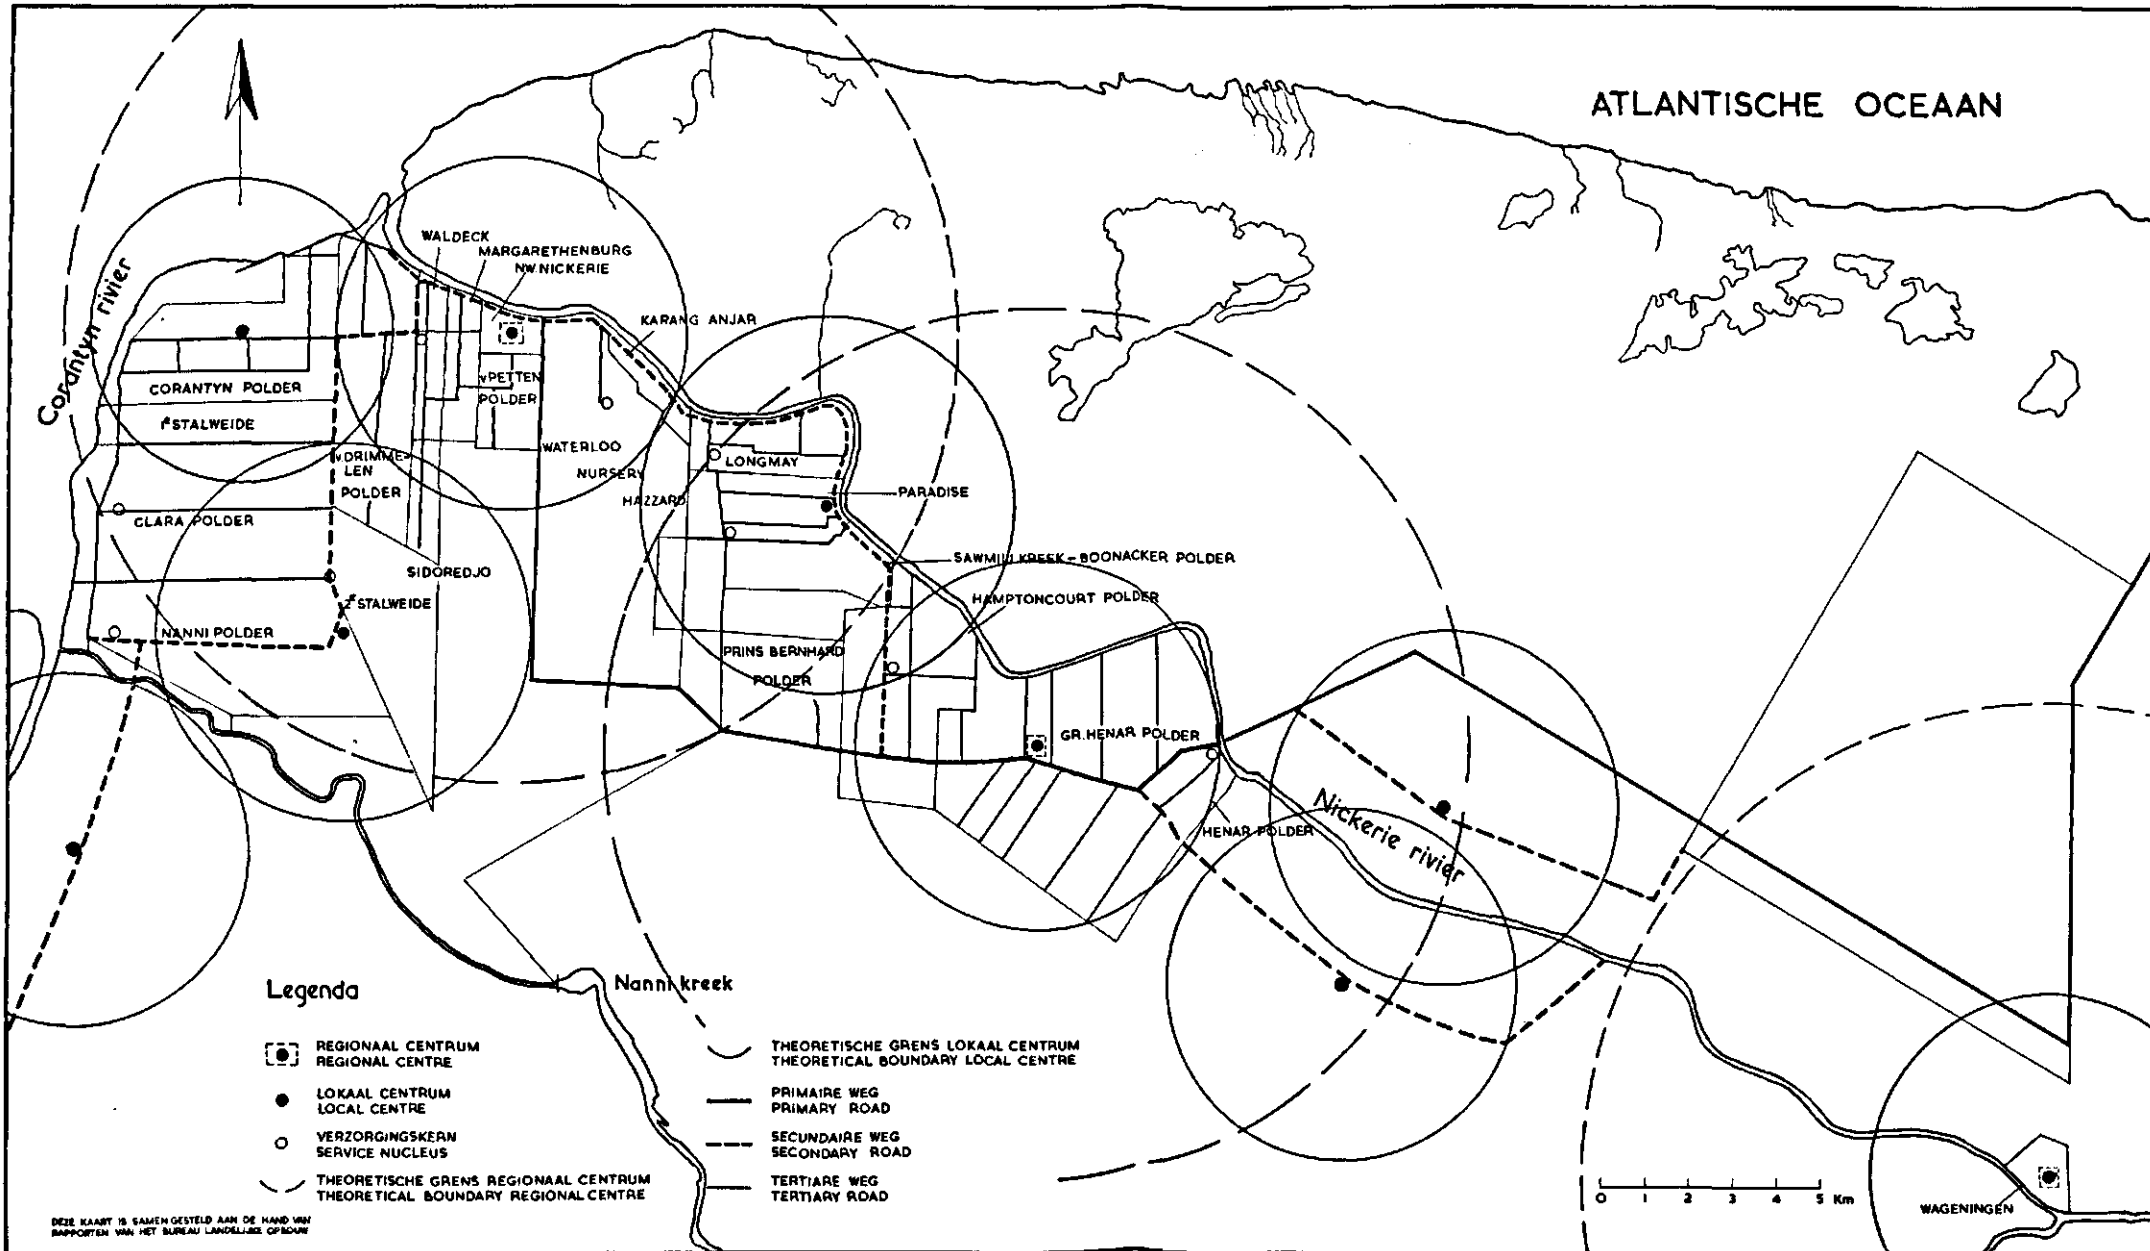 ATLANTISCHE OCEAAN
Corantyn rivier
WALDECK
MARGARETHENBURG
NW.NICKERIE
KARANG ANJAR
CORANTYN POLDER
1e STALWEIDE
v PETTEN
POLDER
WATERLOO
NURSERY
HAZZARD
LONGMAY
PARADISE
v. DRIMME-
LEN
POLDER
CLARA POLDER
SIDOREDJO
2e STALWEIDE
NANNI POLDER
SAWMILLKREEK-BOONACKER POLDER
HAMPTONCOURT POLDER
PRINS BERNHARD
POLDER
GR. HENAR POLDER
HENAR POLDER
Nickerie rivier
Nanni kreek
WAGENINGEN
Legenda
REGIONAAL CENTRUM
REGIONAL CENTRE
LOKAAL CENTRUM
LOCAL CENTRE
VERZORGINGSKERN
SERVICE NUCLEUS
THEORETISCHE GRENS REGIONAAL CENTRUM
THEORETICAL BOUNDARY REGIONAL CENTRE
THEORETISCHE GRENS LOKAAL CENTRUM
THEORETICAL BOUNDARY LOCAL CENTRE
PRIMAIRE WEG
PRIMARY ROAD
SECUNDAIRE WEG
SECONDARY ROAD
TERTIARE WEG
TERTIARY ROAD
0 1 2 3 4 5 Km
DEZE KAART IS SAMENGESTELD AAN DE HAND VAN
RAPPORTEN VAN HET BUREAU LANDELIJKE OPBOUW